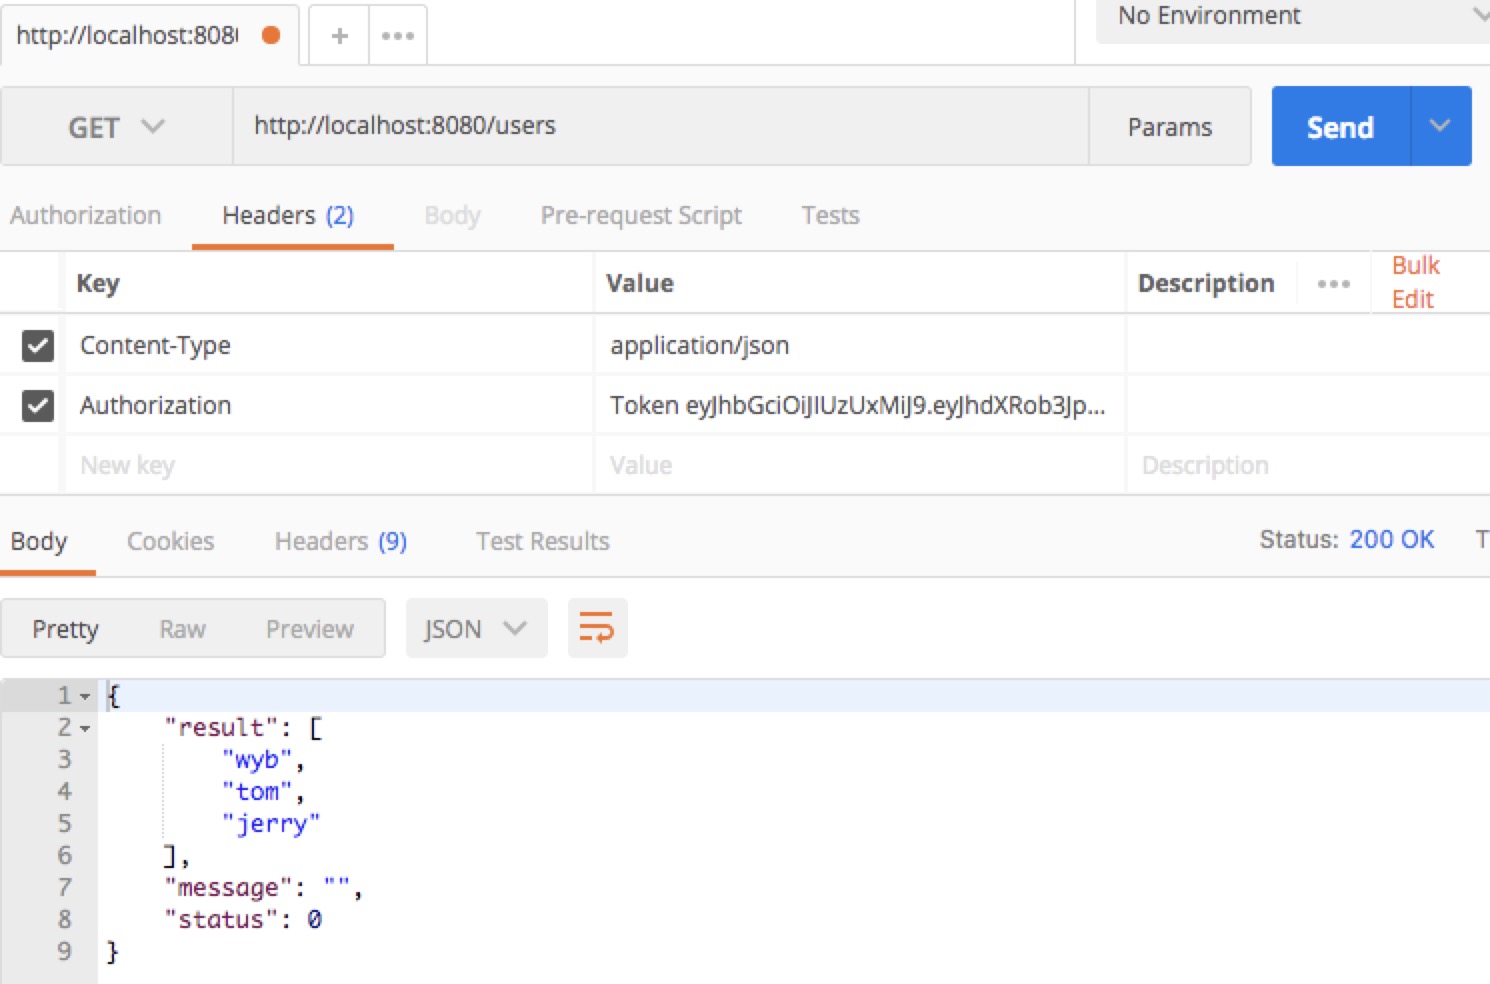 http://localhost:808
+
No Environment
GET http://localhost:8080/users Params Send
Authorization Headers (2) Body Pre-request Script Tests
Key Value Description Bulk
Edit
Content-Type application/json
Authorization Token eyJhbGciOiJIUzUxMiJ9.eyJhdXRob3Jp...
New key Value Description
Body Cookies Headers (9) Test Results Status: 200 OK T
Pretty Raw Preview JSON
1 {
2 "result": [
3 "wyb",
4 "tom",
5 "jerry"
6 ],
7 "message": "",
8 "status": 0
9 }